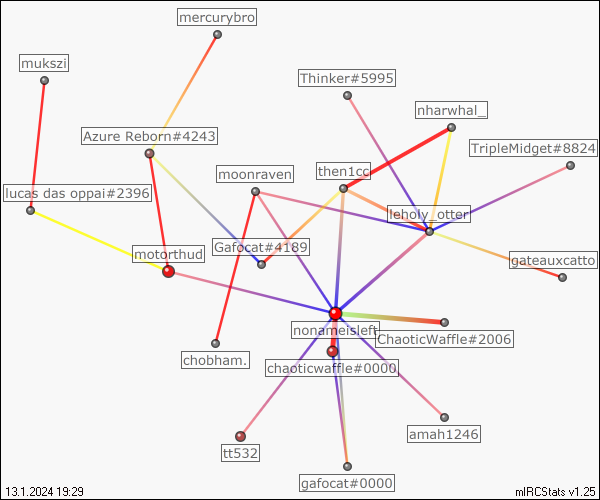 mercurybro
mukszi
Thinker#5995
nharwhal_
Azure Reborn#4243
TripleMidget#8824
moonraven
then1cc
lucas das oppai#2396
leholy_otter
motorthud
Gafocat#4189
gateauxcatto
nonameisleft
ChaoticWaffle#2006
chobham.
chaoticwaffle#0000
amah1246
tt532
gafocat#0000
13.1.2024 19:29
mIRCStats v1.25